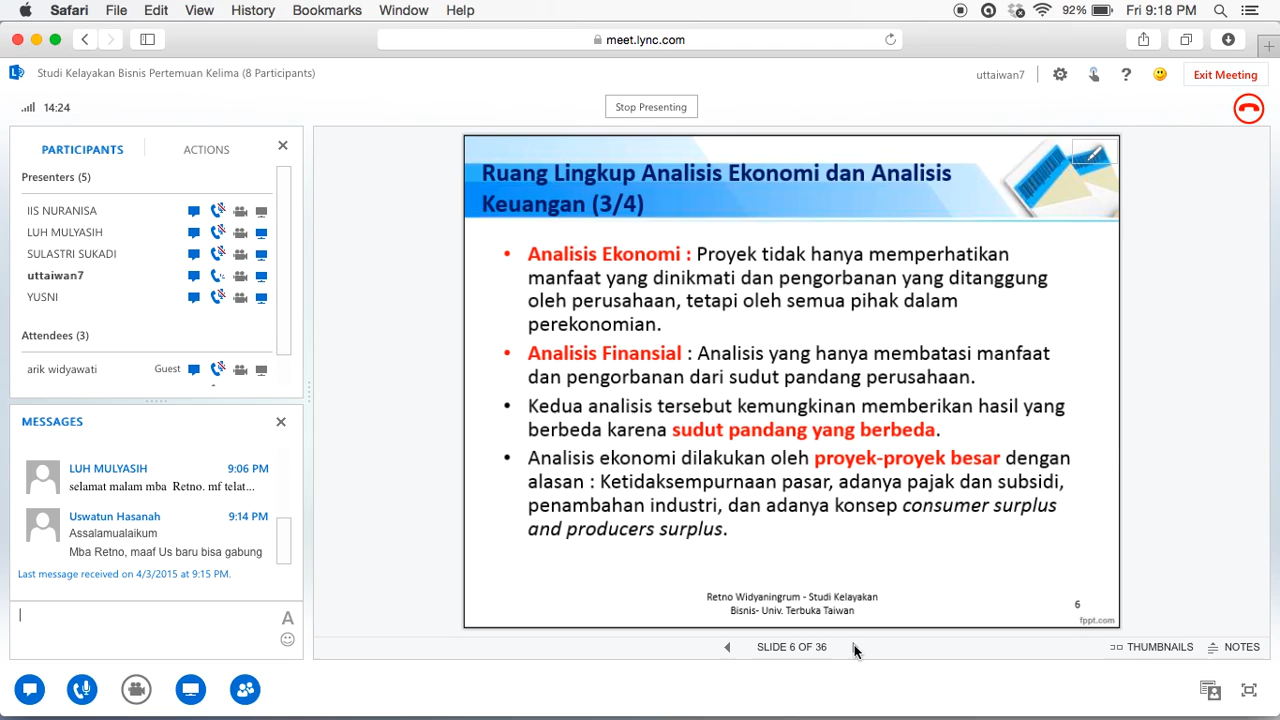 Safari File Edit View History Bookmarks Window Help 92% Fri 9:18 PM
meet.lync.com
Studi Kelayakan Bisnis Pertemuan Kelima (8 Participants)
uttaiwan7 ? Exit Meeting
14:24
Stop Presenting
PARTICIPANTS ACTIONS
Presenters (5)
IIS NURANISA
LUH MULYASIH
SULASTRI SUKADI
uttaiwan7
YUSNI
Attendees (3)
arik widyawati Guest
MESSAGES
LUH MULYASIH 9:06 PM
selamat malam mba Retno. mf telat...
Uswatun Hasanah 9:14 PM
Assalamualaikum
Mba Retno, maaf Us baru bisa gabung
Last message received on 4/3/2015 at 9:15 PM.
A
Ruang Lingkup Analisis Ekonomi dan Analisis
Keuangan (3/4)
• Analisis Ekonomi : Proyek tidak hanya memperhatikan
manfaat yang dinikmati dan pengorbanan yang ditanggung
oleh perusahaan, tetapi oleh semua pihak dalam
perekonomian.
• Analisis Finansial : Analisis yang hanya membatasi manfaat
dan pengorbanan dari sudut pandang perusahaan.
• Kedua analisis tersebut kemungkinan memberikan hasil yang
berbeda karena sudut pandang yang berbeda.
• Analisis ekonomi dilakukan oleh proyek-proyek besar dengan
alasan : Ketidaksempurnaan pasar, adanya pajak dan subsidi,
penambahan industri, dan adanya konsep consumer surplus
and producers surplus.
Retno Widyaningrum - Studi Kelayakan
Bisnis- Univ. Terbuka Taiwan
6
fppt.com
SLIDE 6 OF 36
THUMBNAILS NOTES